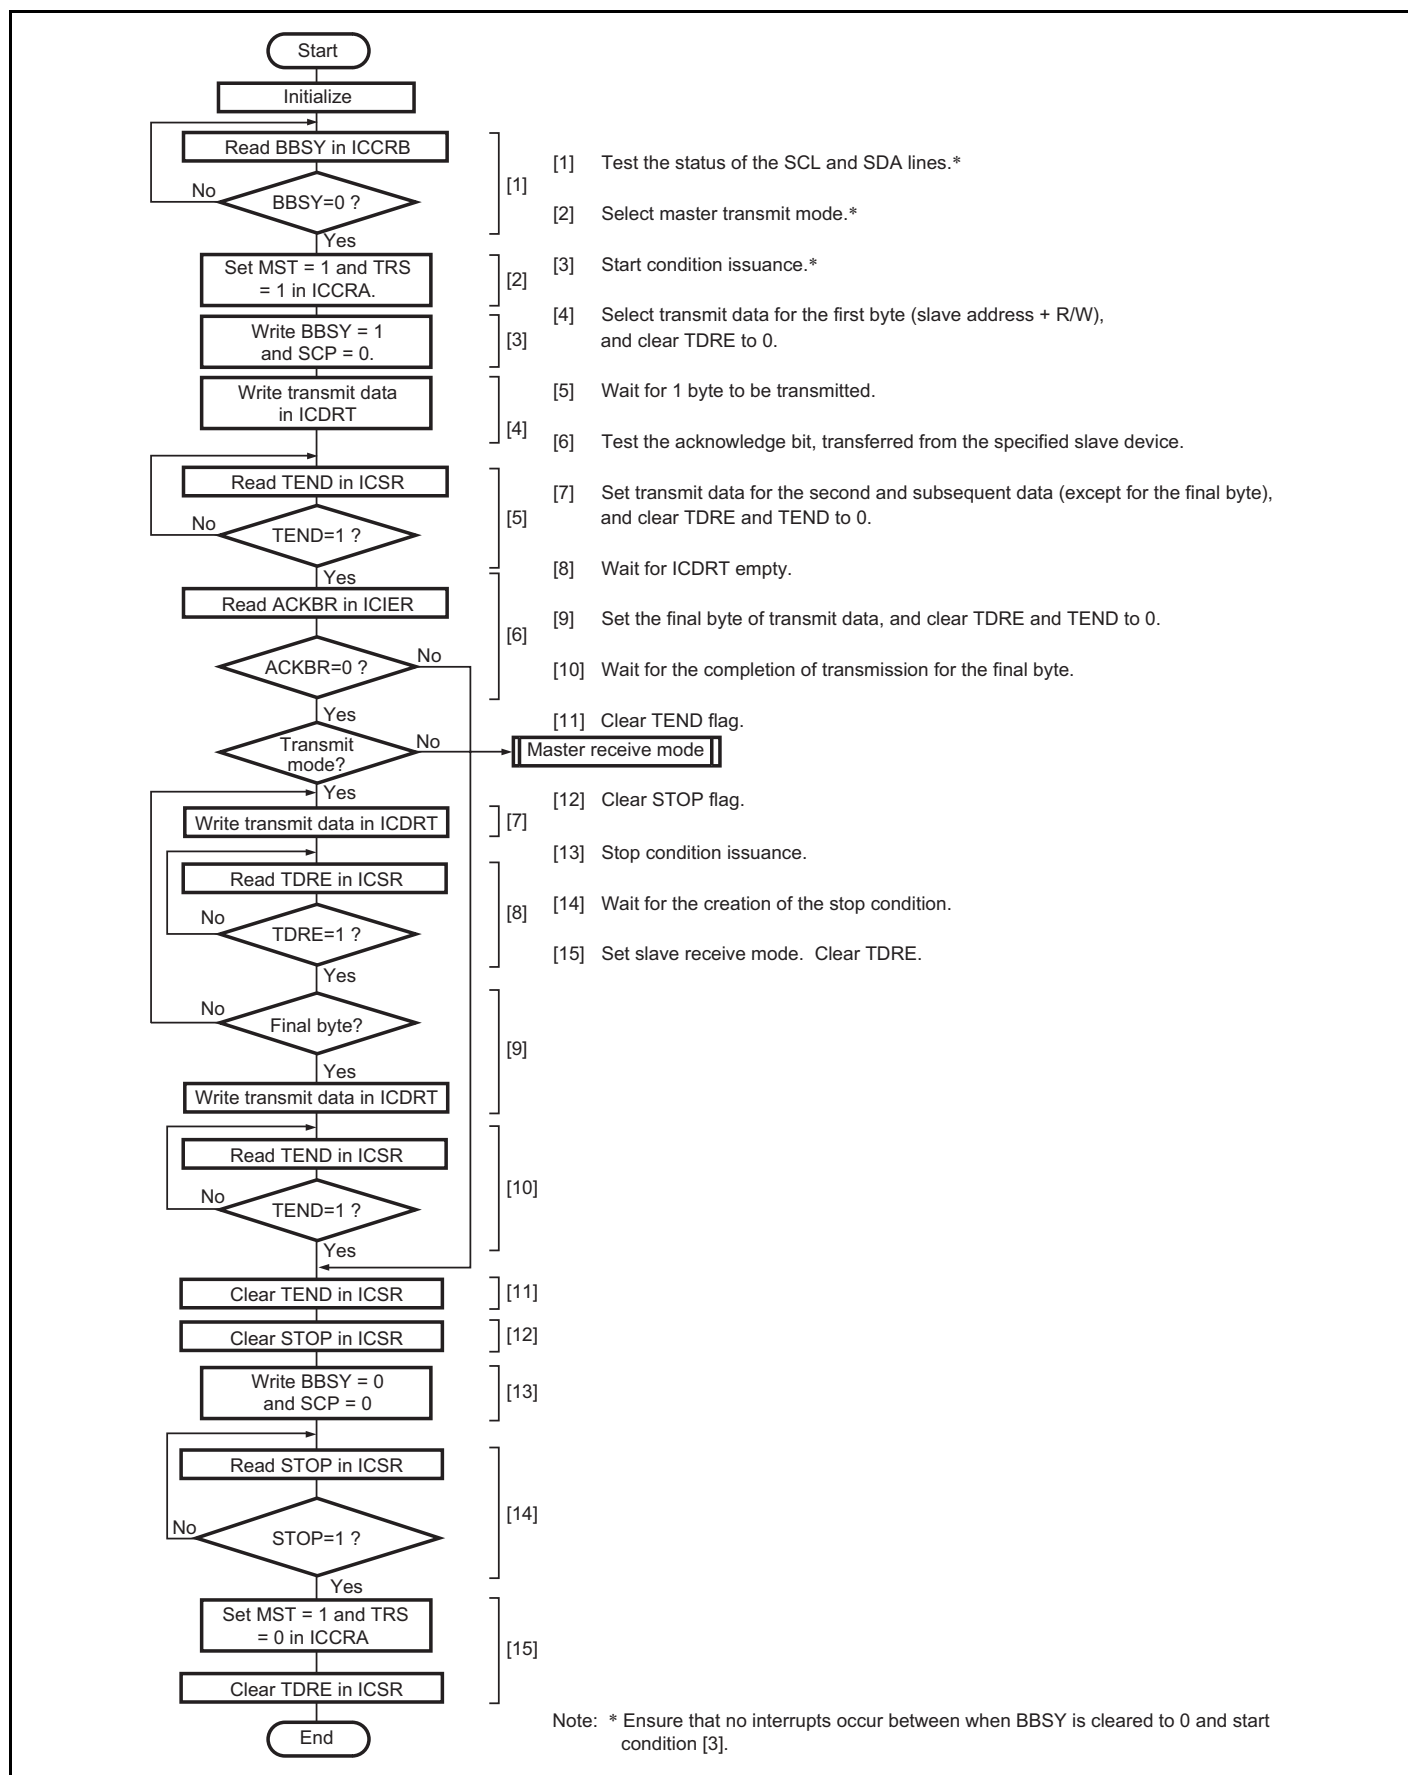 Start
Initialize
Read BBSY in ICCRB
No
BBSY=0 ?
[1]
Yes
Set MST = 1 and TRS
= 1 in ICCRA.
[2]
Write BBSY = 1
and SCP = 0.
[3]
Write transmit data
in ICDRT
[4]
Read TEND in ICSR
No
TEND=1 ?
[5]
Yes
Read ACKBR in ICIER
[6]
ACKBR=0 ?
No
Yes
Transmit
mode?
No
Master receive mode
Yes
Write transmit data in ICDRT
[7]
Read TDRE in ICSR
No
TDRE=1 ?
[8]
Yes
No
Final byte?
[9]
Yes
Write transmit data in ICDRT
Read TEND in ICSR
No
TEND=1 ?
[10]
Yes
Clear TEND in ICSR
[11]
Clear STOP in ICSR
[12]
Write BBSY = 0
and SCP = 0
[13]
Read STOP in ICSR
No
STOP=1 ?
[14]
Yes
Set MST = 1 and TRS
= 0 in ICCRA
[15]
Clear TDRE in ICSR
End
[1] Test the status of the SCL and SDA lines.*
[2] Select master transmit mode.*
[3] Start condition issuance.*
[4] Select transmit data for the first byte (slave address + R/W),
and clear TDRE to 0.
[5] Wait for 1 byte to be transmitted.
[6] Test the acknowledge bit, transferred from the specified slave device.
[7] Set transmit data for the second and subsequent data (except for the final byte),
and clear TDRE and TEND to 0.
[8] Wait for ICDRT empty.
[9] Set the final byte of transmit data, and clear TDRE and TEND to 0.
[10] Wait for the completion of transmission for the final byte.
[11] Clear TEND flag.
[12] Clear STOP flag.
[13] Stop condition issuance.
[14] Wait for the creation of the stop condition.
[15] Set slave receive mode. Clear TDRE.
Note: * Ensure that no interrupts occur between when BBSY is cleared to 0 and start
condition [3].